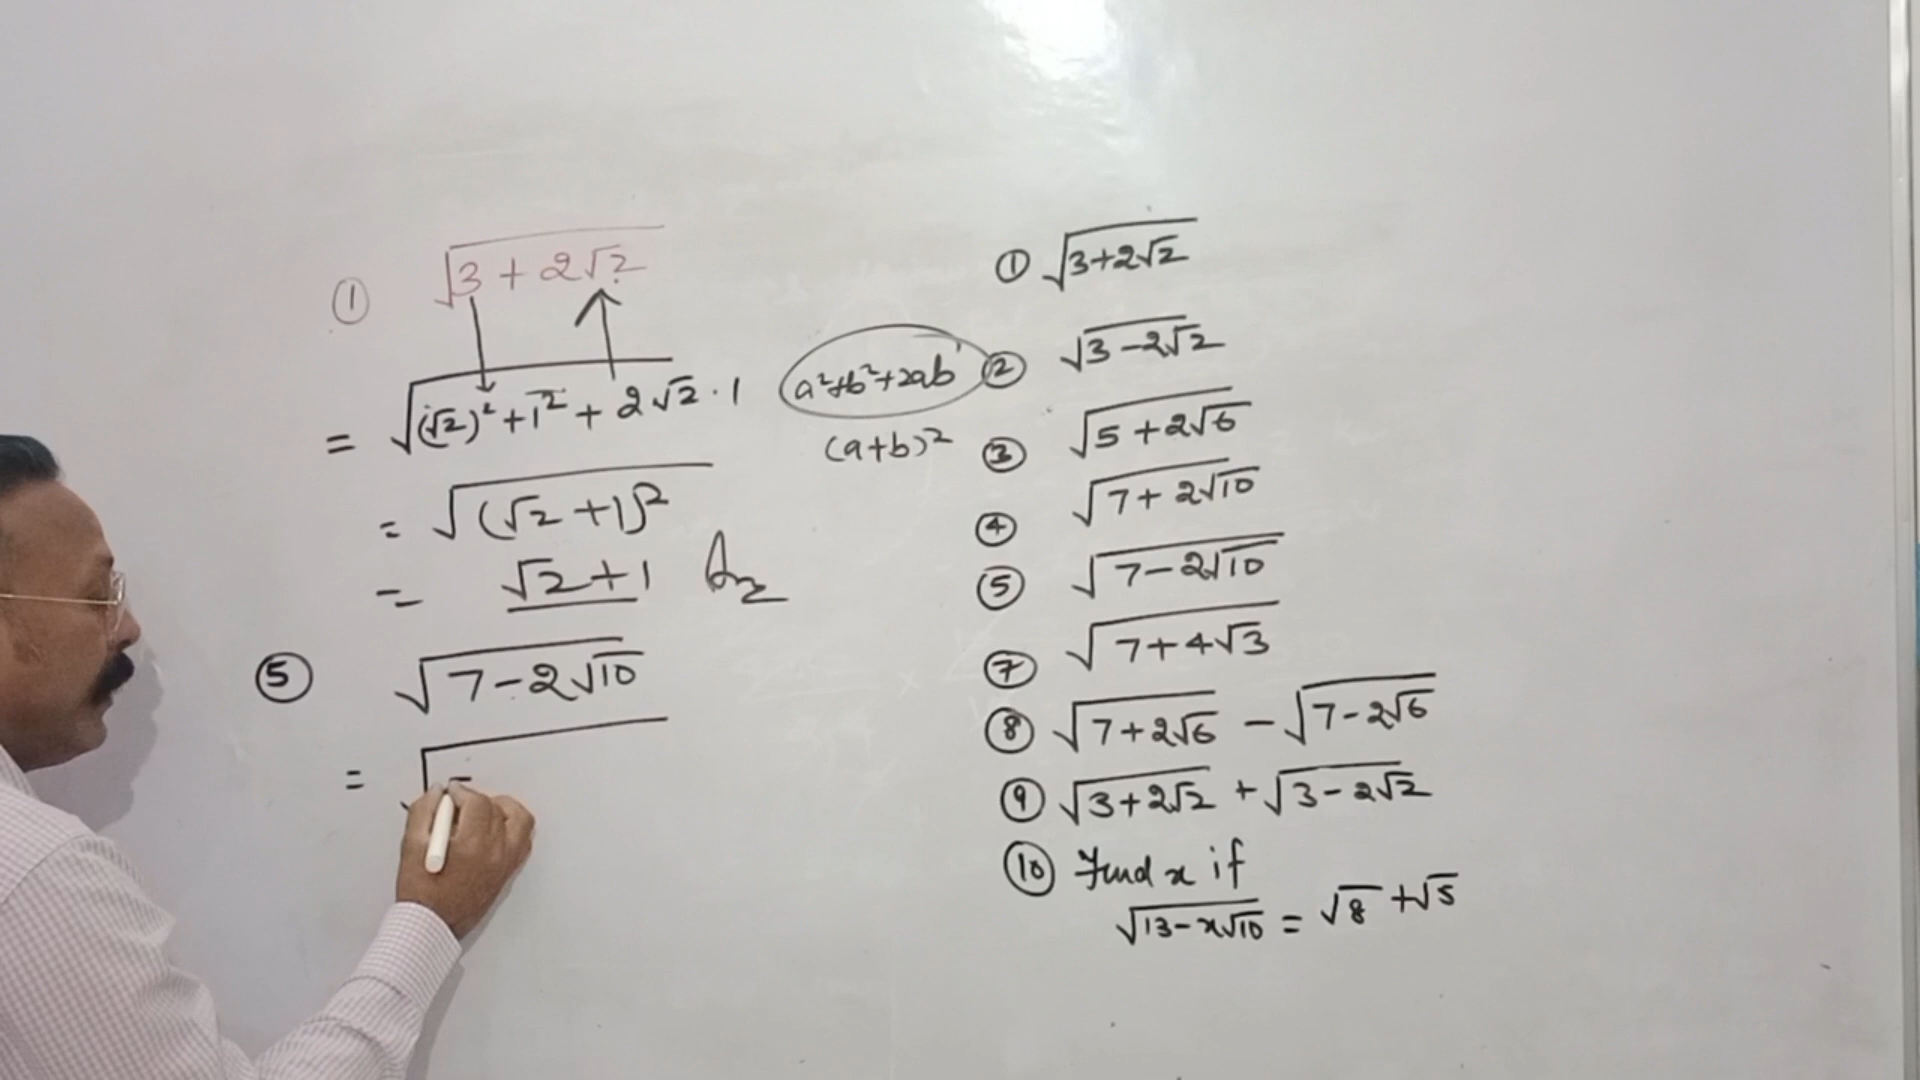 ① √(3 + 2√2)
= √((√2)² + 1² + 2√2 · 1)
a²+b²+2ab
(a+b)²
= √((√2 + 1)²)
= √2 + 1
⑤ √(7 - 2√10)
= √
① √(3+2√2)
② √(3-2√2)
③ √(5+2√6)
④ √(7+2√10)
⑤ √(7-2√10)
⑦ √(7+4√3)
⑧ √(7+2√6) - √(7-2√6)
⑨ √(3+2√2) + √(3-2√2)
⑩ Find x if
√(13-x√10) = √8 + √5